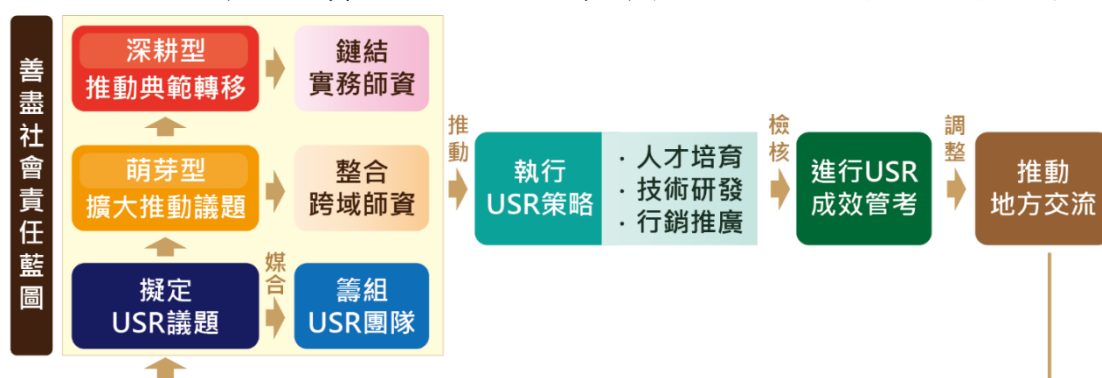 善盡社會責任藍圖
深耕型
推動典範轉移
鏈結
實務師資
萌芽型
擴大推動議題
整合
跨域師資
擬定
USR議題
媒合
籌組
USR團隊
推動
執行
USR策略
．人才培育
．技術研發
．行銷推廣
檢核
進行USR
成效管考
調整
推動
地方交流